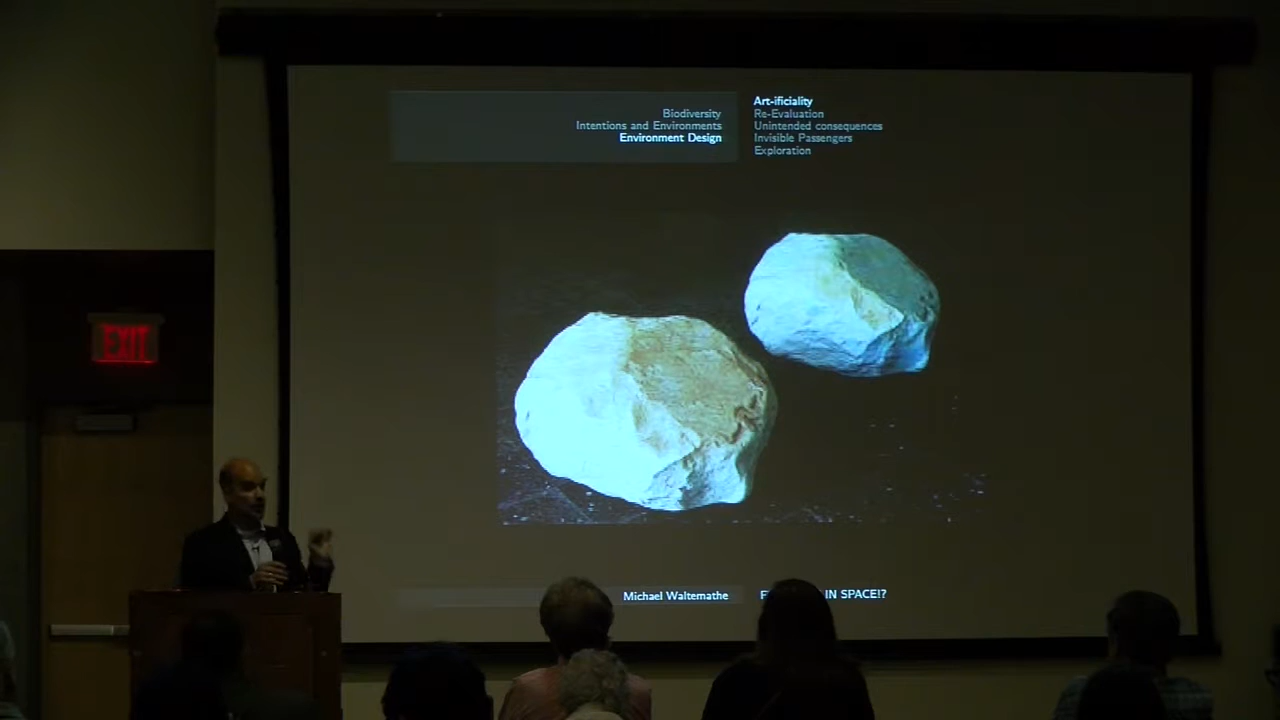 Biodiversity
Intentions and Environments
Environment Design
Art-ificiality
Re-Evaluation
Unintended consequences
Invisible Passengers
Exploration
EXIT
Michael Waltemathe
IN SPACE!?